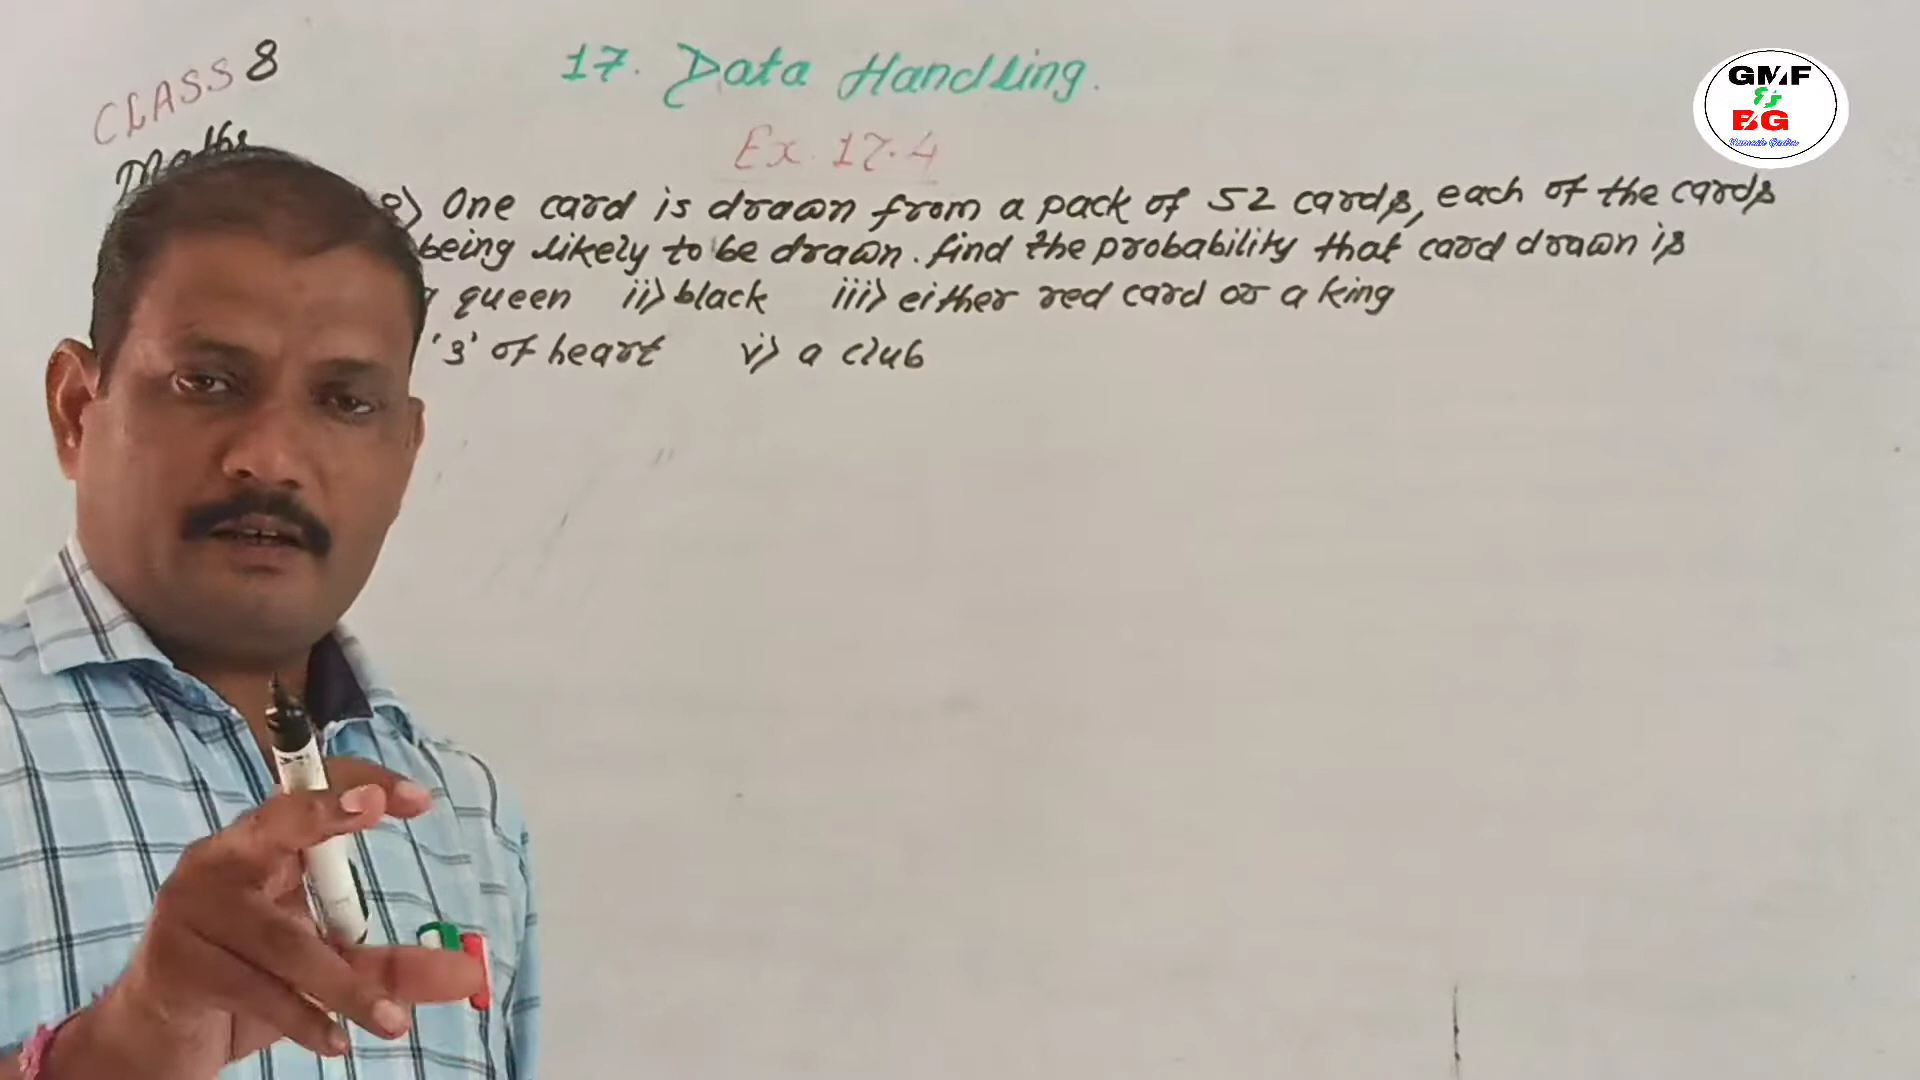 CLASS 8
Maths
17. Data Handling.
Ex. 17.4
One card is drawn from a pack of 52 cards, each of the cards
being likely to be drawn. find the probability that card drawn is
queen ii) black iii) either red card or a king
'3' of heart v) a club
GMF
BG